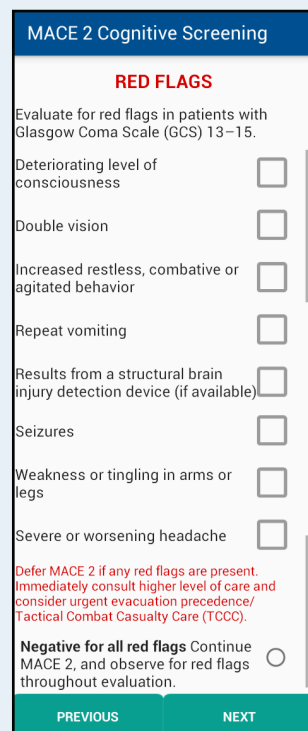 MACE 2 Cognitive Screening
RED FLAGS
Evaluate for red flags in patients with
Glasgow Coma Scale (GCS) 13–15.
Deteriorating level of
consciousness
Double vision
Increased restless, combative or
agitated behavior
Repeat vomiting
Results from a structural brain
injury detection device (if available)
Seizures
Weakness or tingling in arms or
legs
Severe or worsening headache
Defer MACE 2 if any red flags are present.
Immediately consult higher level of care and
consider urgent evacuation precedence/
Tactical Combat Casualty Care (TCCC).
Negative for all red flags Continue
MACE 2, and observe for red flags
throughout evaluation.
PREVIOUS
NEXT